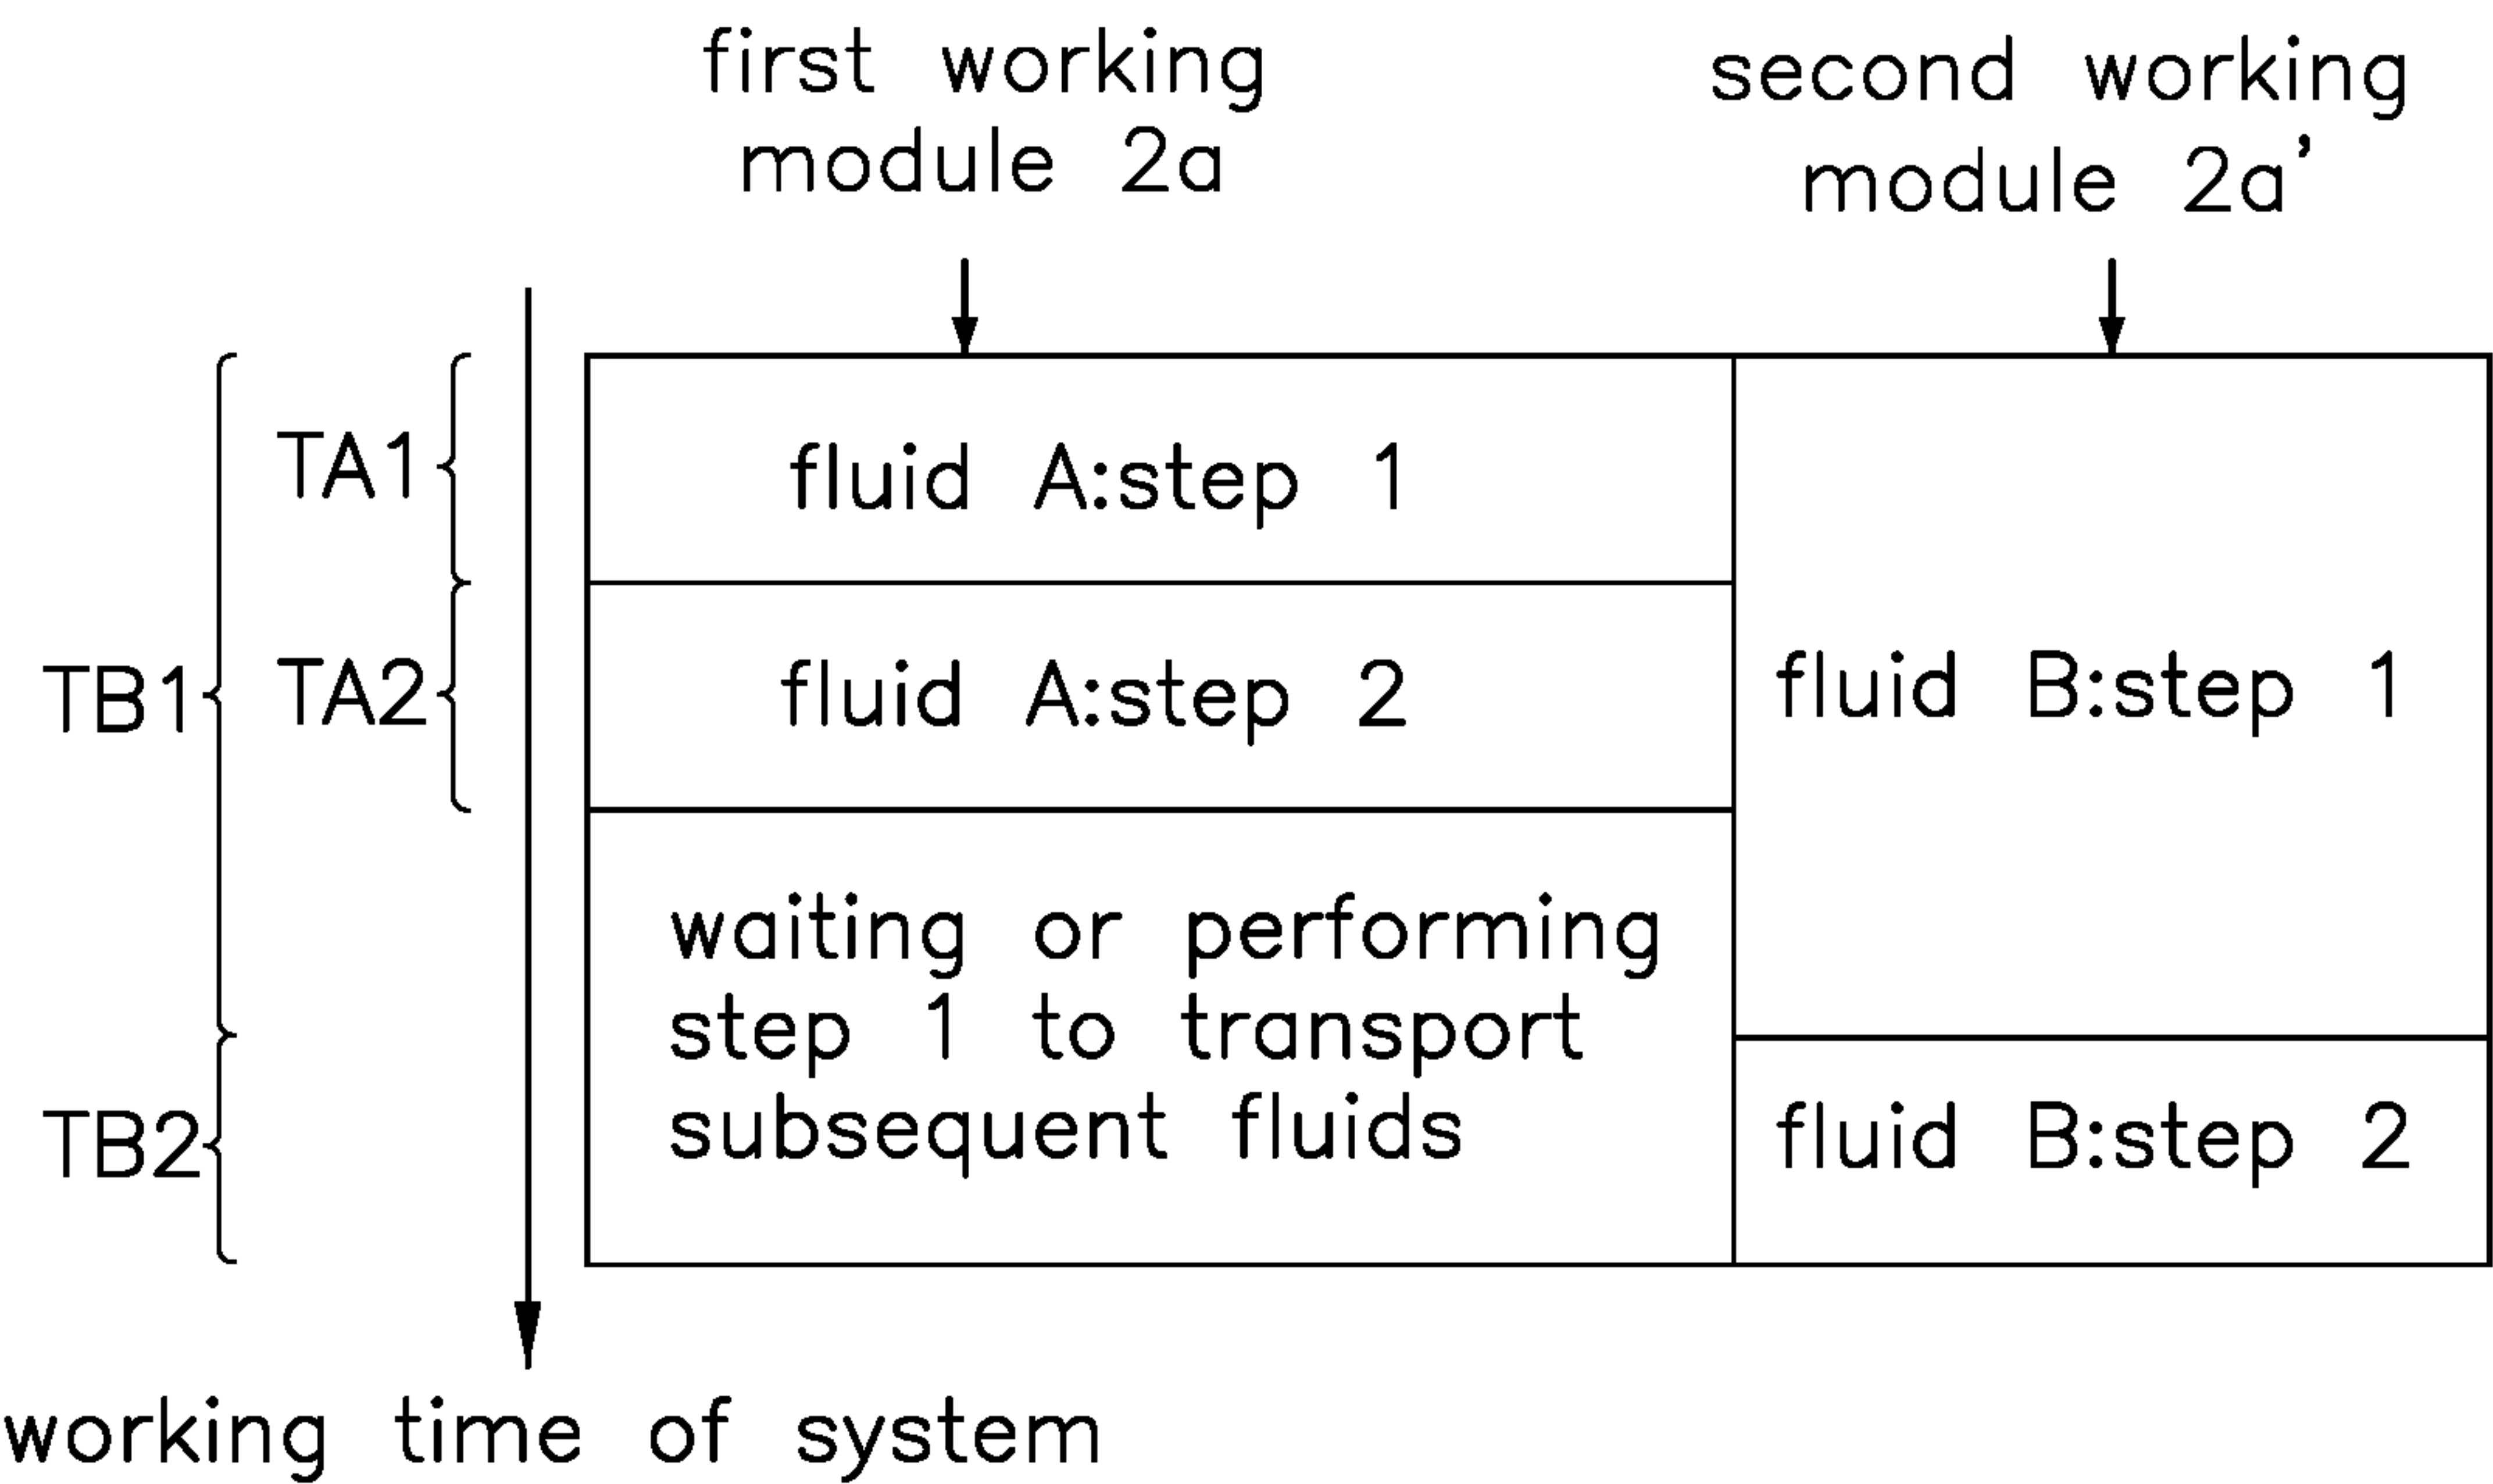 first working
module 2a
second working
module 2a’
TA1
fluid A:step 1
TB1
TA2
fluid A:step 2
fluid B:step 1
waiting or performing
step 1 to transport
subsequent fluids
TB2
fluid B:step 2
working time of system